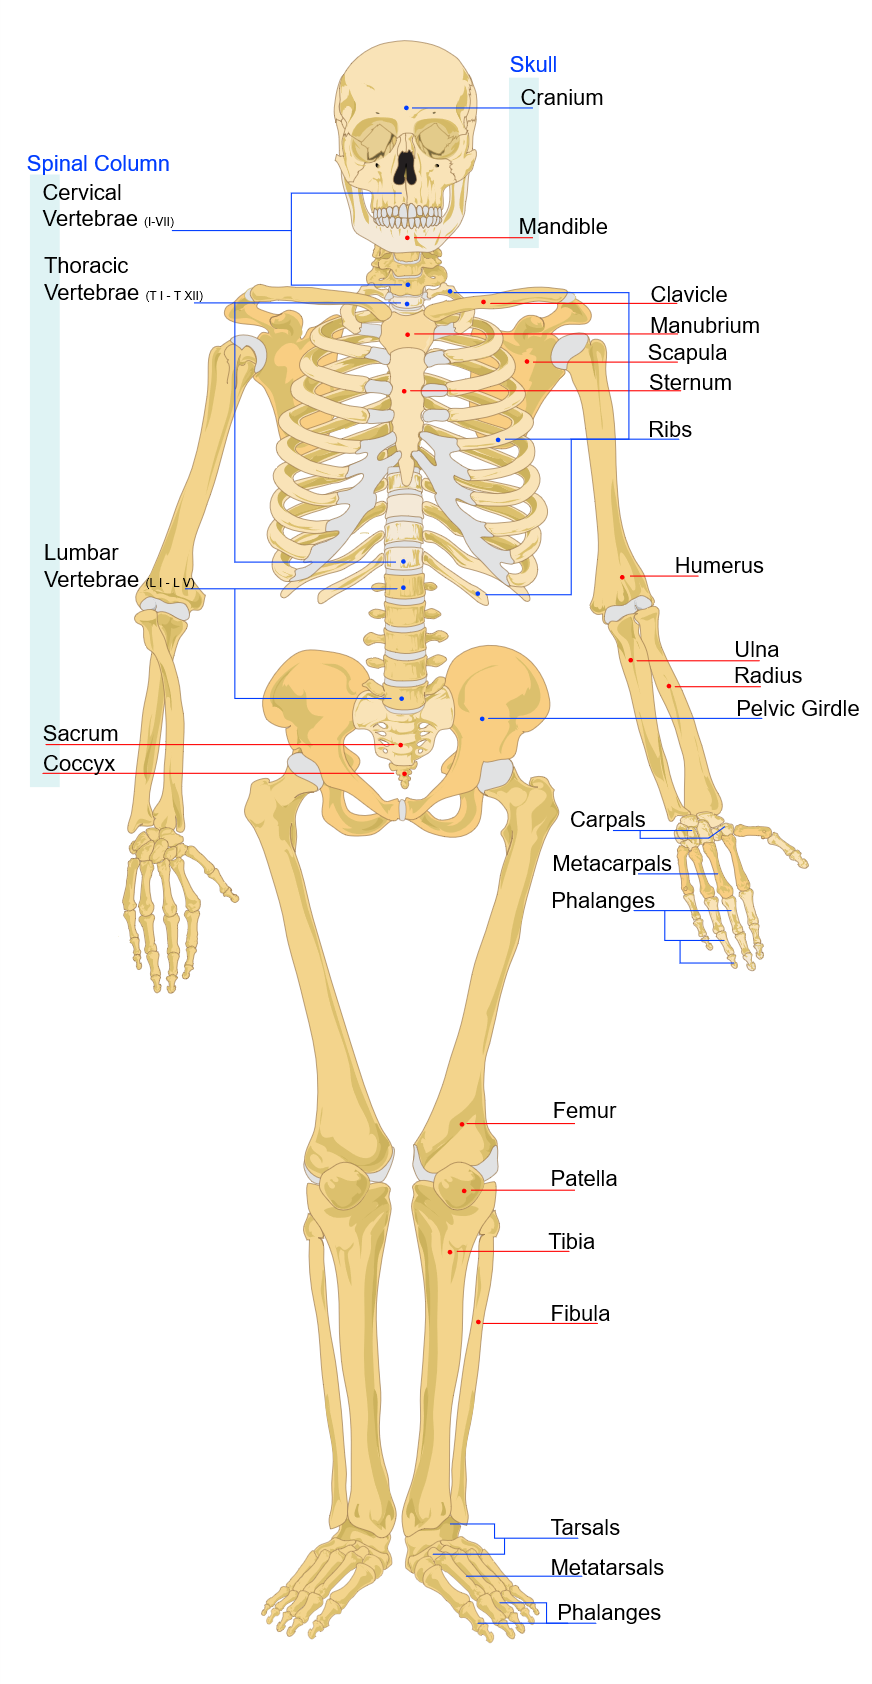 Skull
Cranium
Mandible
Spinal Column
Cervical
Vertebrae (I-VII)
Thoracic
Vertebrae (T I - T XII)
Lumbar
Vertebrae (L I - L V)
Sacrum
Coccyx
Clavicle
Manubrium
Scapula
Sternum
Ribs
Humerus
Ulna
Radius
Pelvic Girdle
Carpals
Metacarpals
Phalanges
Femur
Patella
Tibia
Fibula
Tarsals
Metatarsals
Phalanges